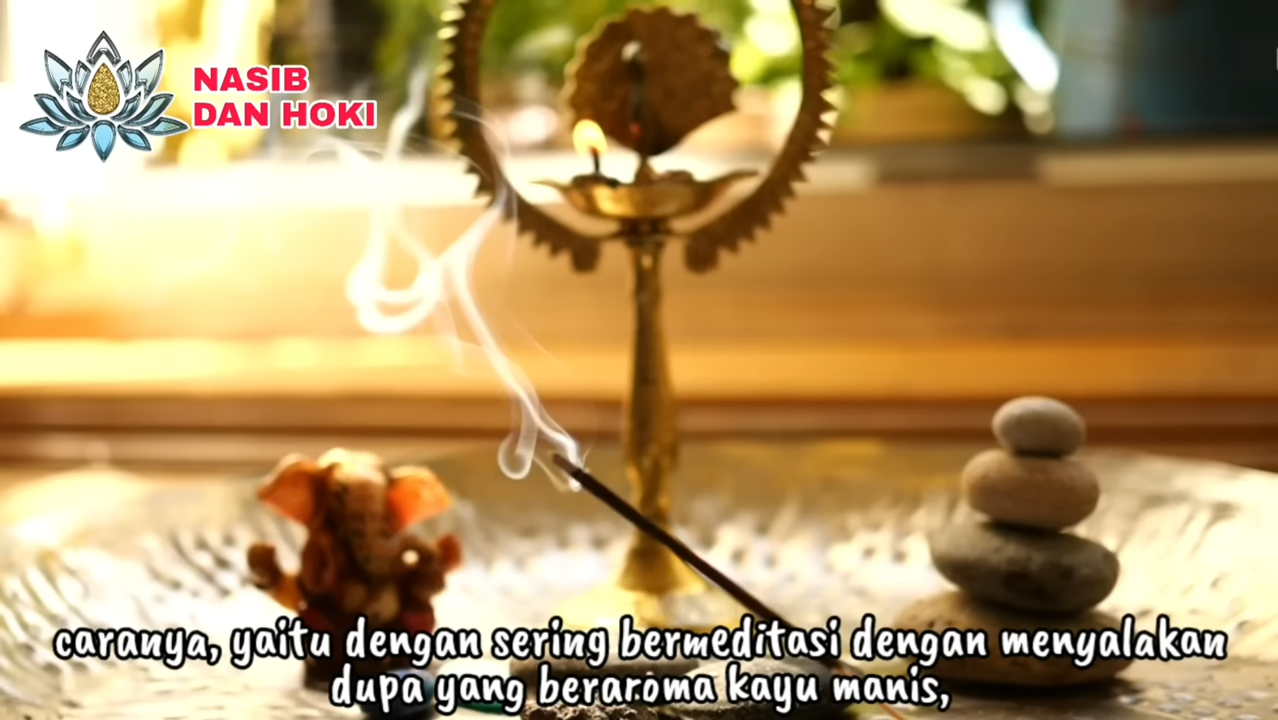 NASIB
DAN HOKI
caranya, yaitu dengan sering bermeditasi dengan menyalakan
dupa yang beraroma kayu manis,